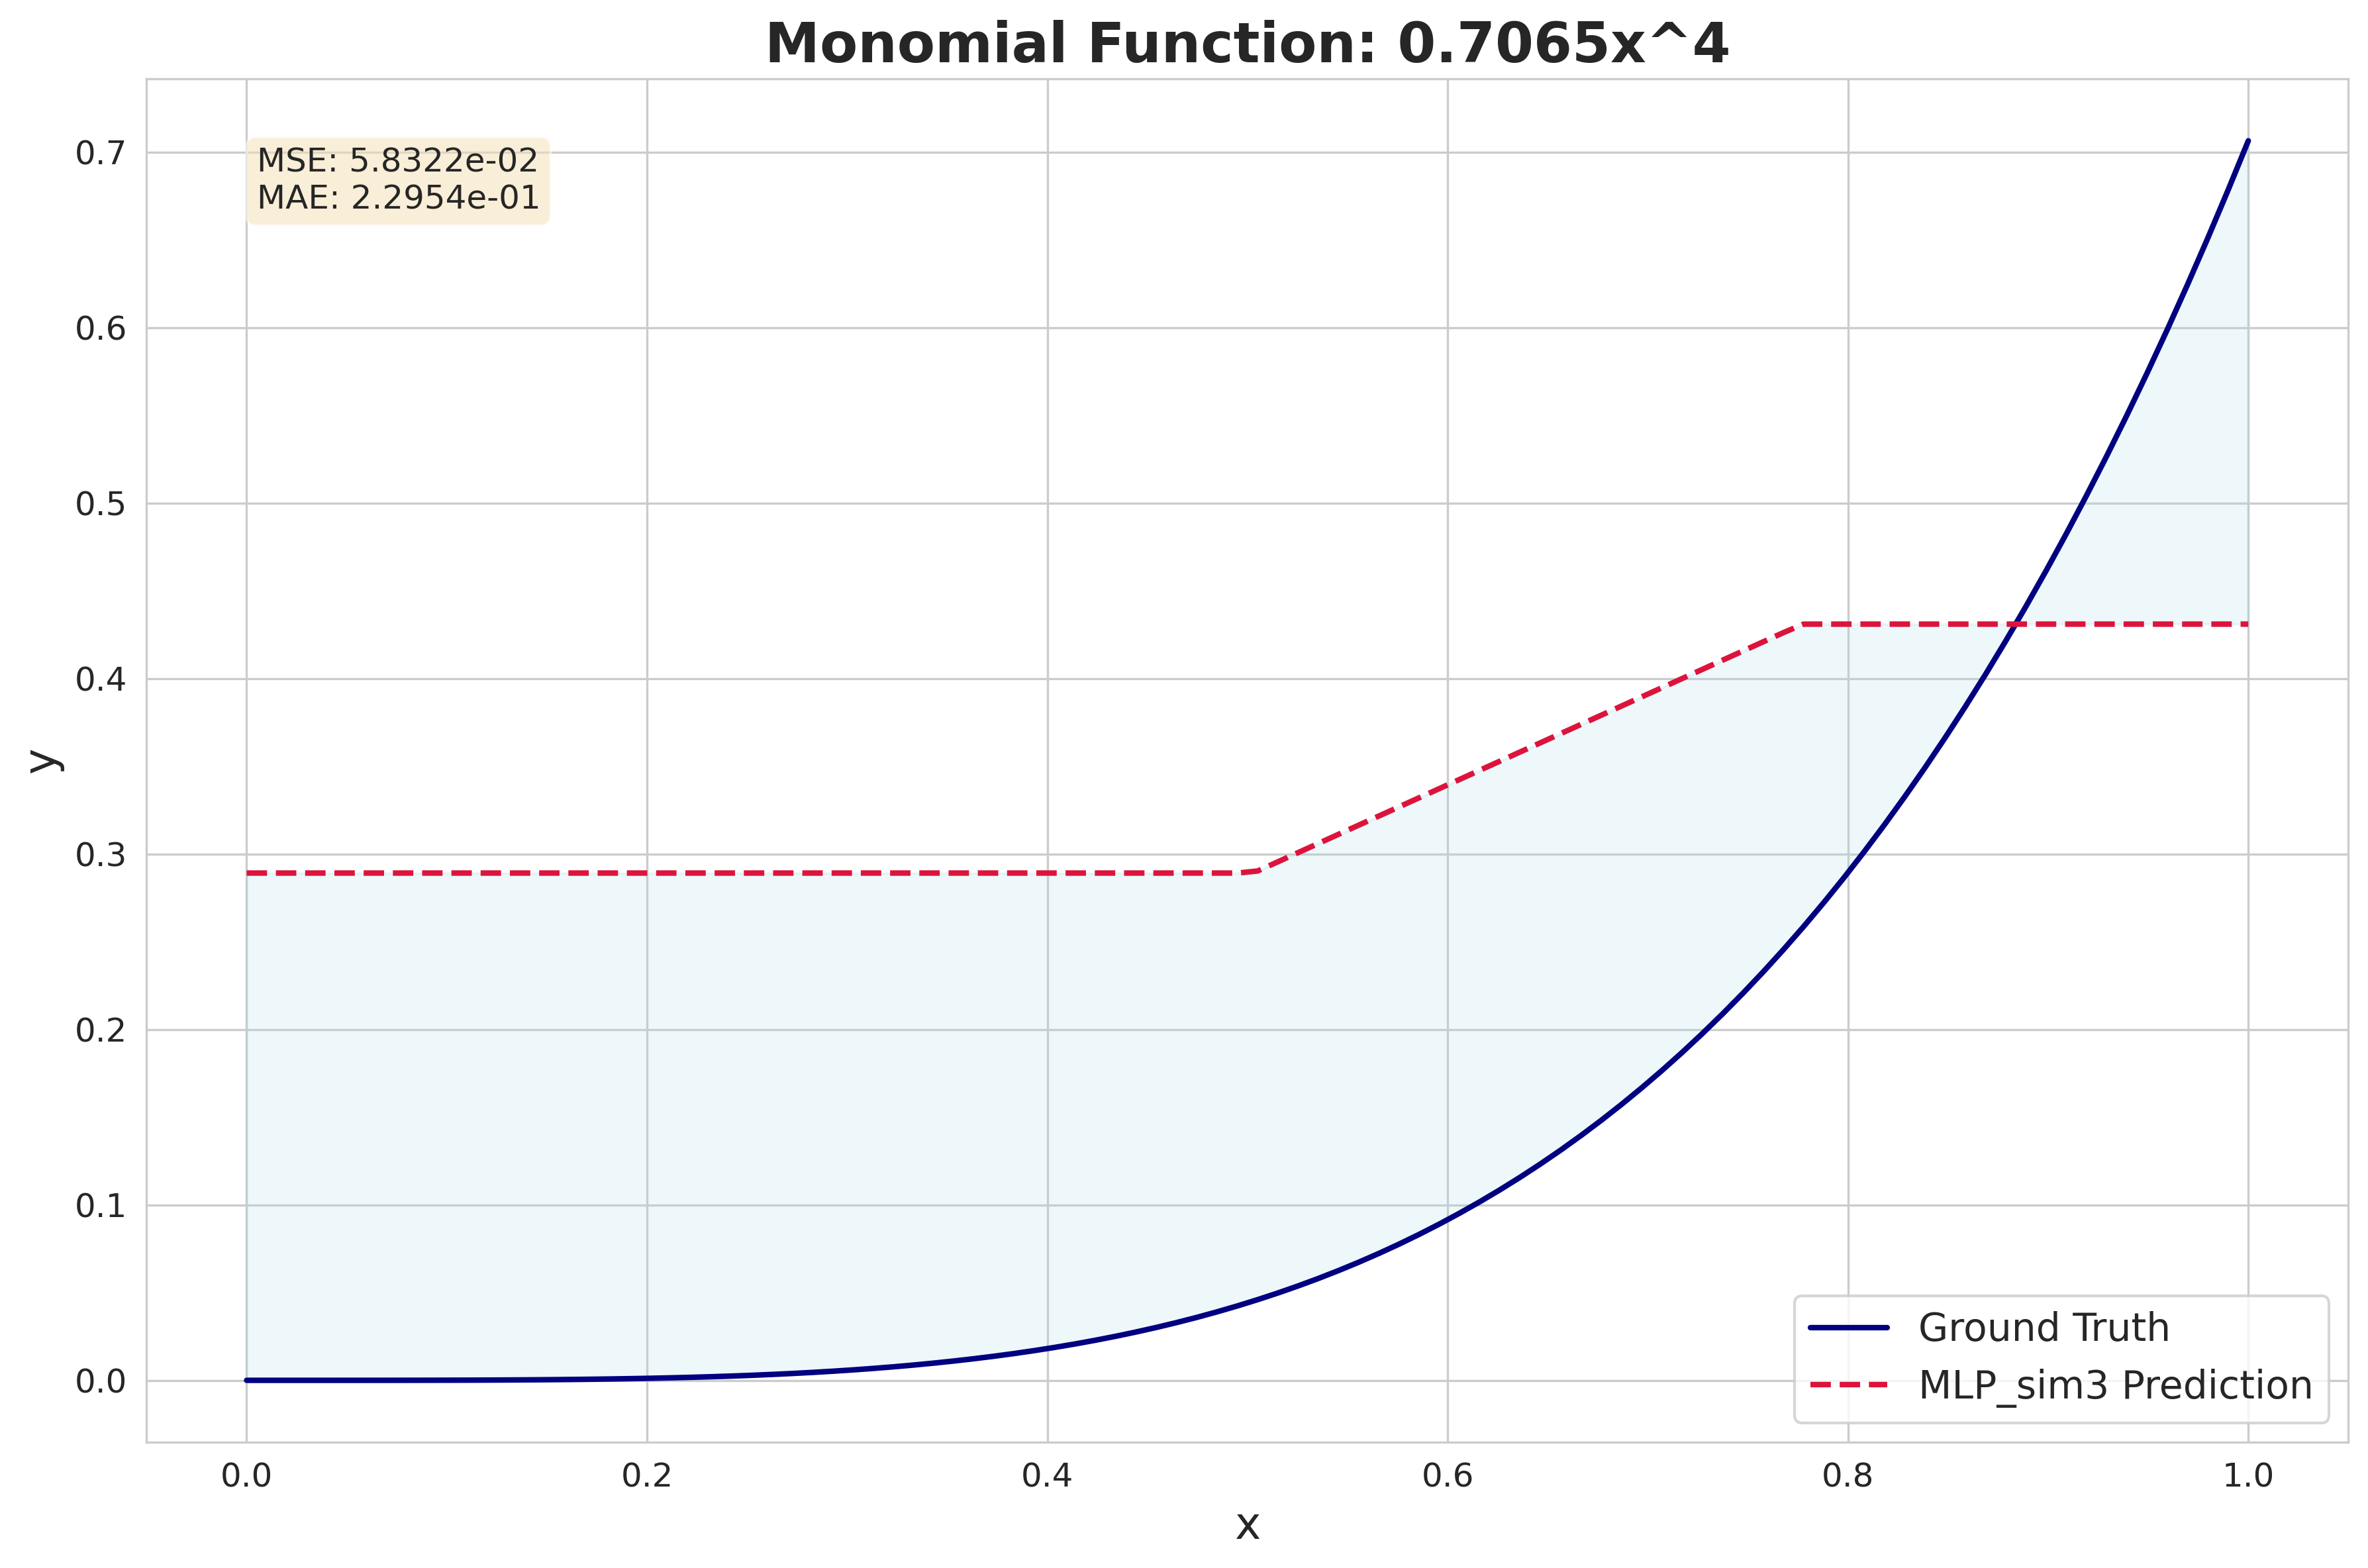 Monomial Function: 0.7065x^4
MSE: 5.8322e-02
MAE: 2.2954e-01
0.7
0.6
0.5
0.4
0.3
0.2
0.1
0.0
y
0.0 0.2 0.4 0.6 0.8 1.0
x
Ground Truth
MLP_sim3 Prediction